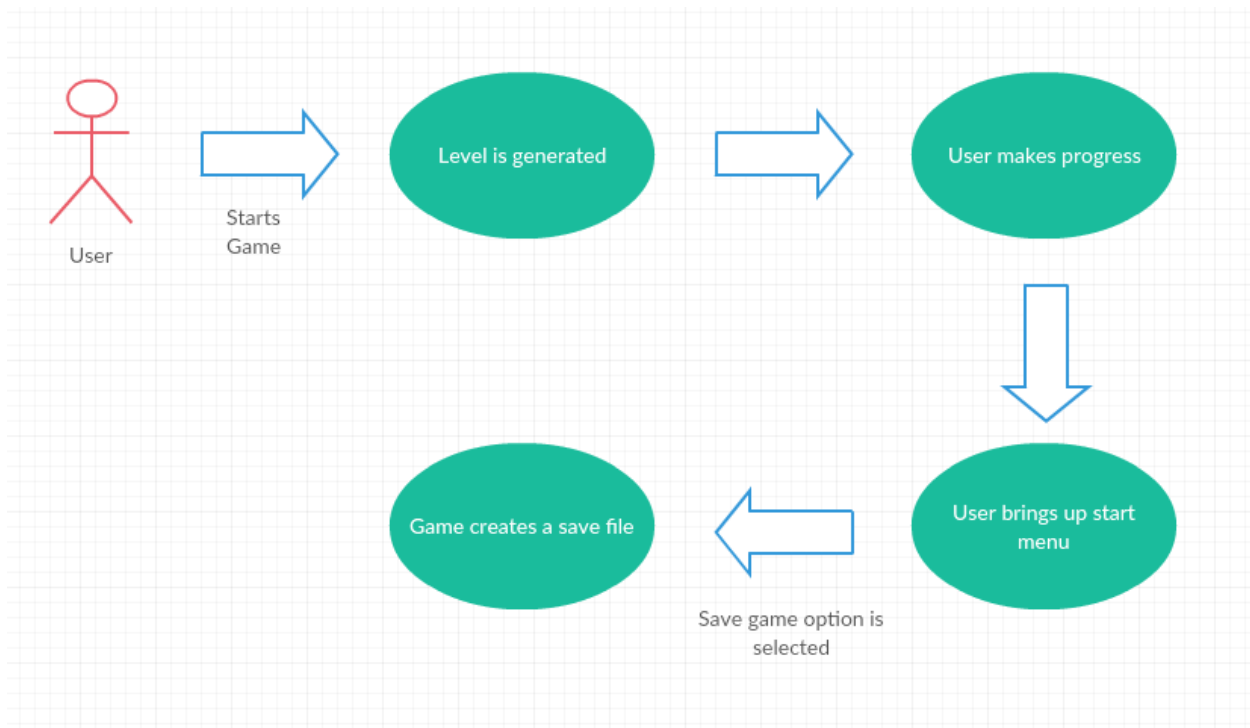 User
Starts
Game
Level is generated
User makes progress
User brings up start
menu
Save game option is
selected
Game creates a save file